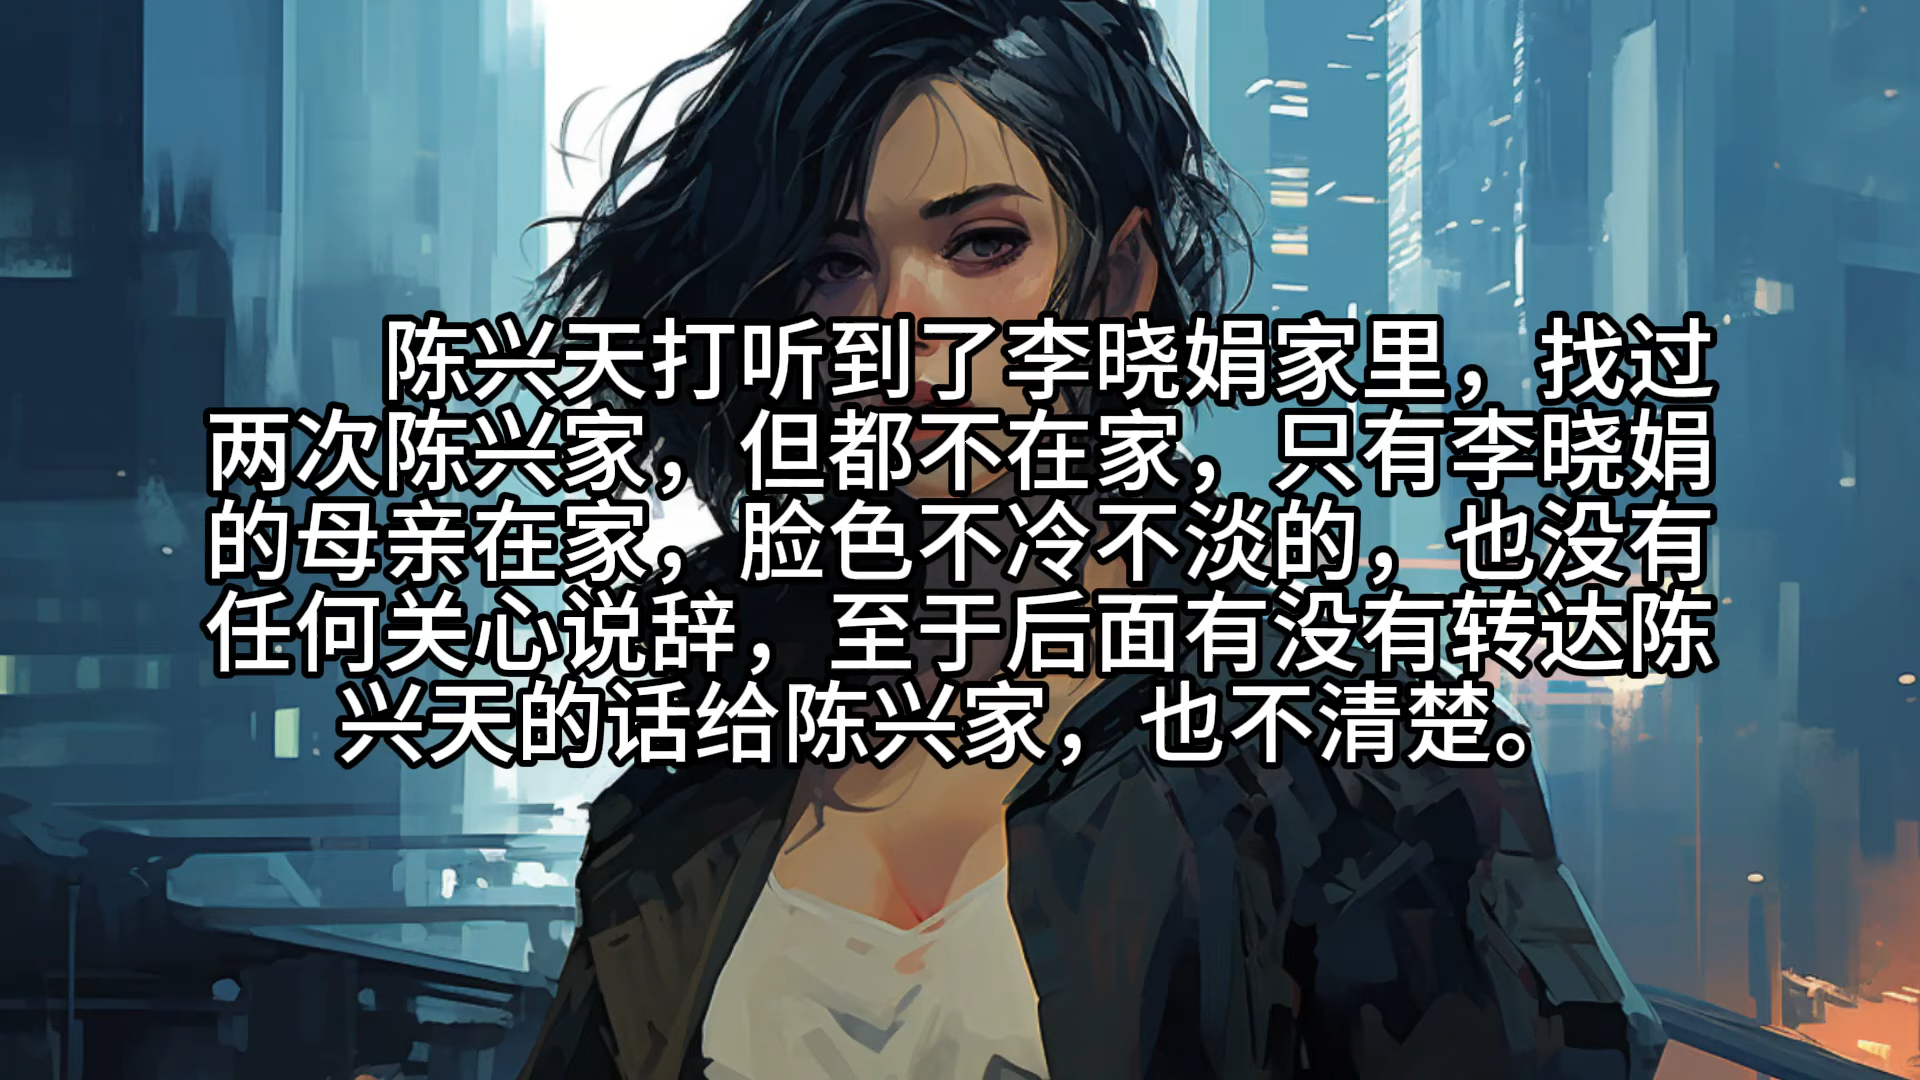 陈兴天打听到了李晓娟家里，找过
两次陈兴家，但都不在家，只有李晓娟
的母亲在家，脸色不冷不淡的，也没有
任何关心说辞，至于后面有没有转达陈
兴天的话给陈兴家，也不清楚。